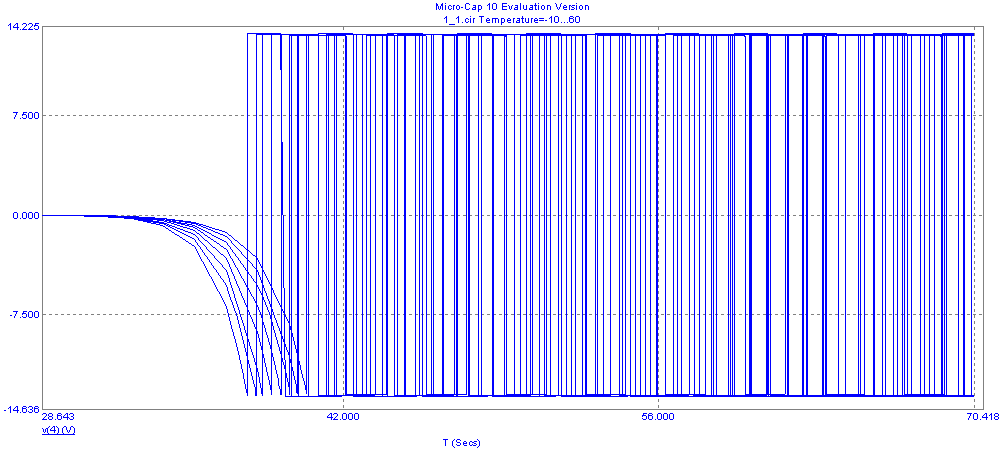 Micro-Cap 10 Evaluation Version
1_1.cir Temperature=-10...60
14.225
7.500
0.000
-7.500
-14.636
28.643 42.000 56.000 70.418
v(4) (V)
T (Secs)